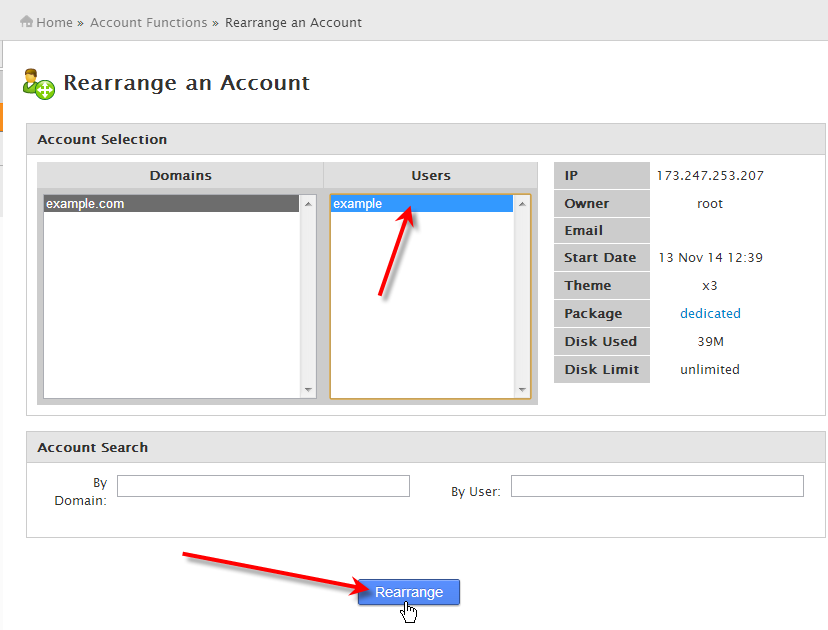 Home » Account Functions » Rearrange an Account
Rearrange an Account
Account Selection
Domains
Users
example.com
example
IP 173.247.253.207
Owner root
Email
Start Date 13 Nov 14 12:39
Theme x3
Package dedicated
Disk Used 39M
Disk Limit unlimited
Account Search
By
Domain:
By User:
Rearrange